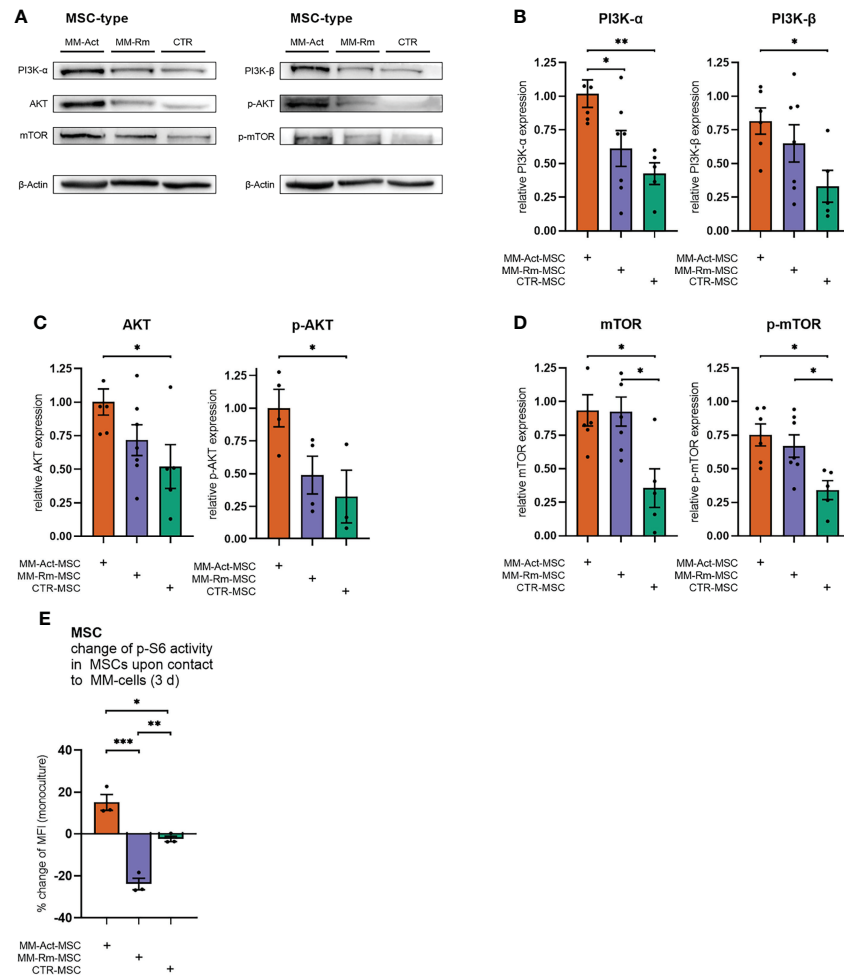 A
MSC-type
MM-Act MM-Rm CTR
PI3K-α
AKT
mTOR
β-Actin
MSC-type
MM-Act MM-Rm CTR
PI3K-β
p-AKT
p-mTOR
β-Actin
B
PI3K-α
**
*
relative PI3K-α expression
1.25
1.00
0.75
0.50
0.25
0.00
MM-Act-MSC +
MM-Rm-MSC +
CTR-MSC +
PI3K-β
*
relative PI3K-β expression
1.25
1.00
0.75
0.50
0.25
0.00
MM-Act-MSC +
MM-Rm-MSC +
CTR-MSC +
C
AKT
*
relative AKT expression
1.25
1.00
0.75
0.50
0.25
0.00
MM-Act-MSC +
MM-Rm-MSC +
CTR-MSC +
p-AKT
*
relative p-AKT expression
1.25
1.00
0.75
0.50
0.25
0.00
MM-Act-MSC +
MM-Rm-MSC +
CTR-MSC +
D
mTOR
*
*
relative mTOR expression
1.25
1.00
0.75
0.50
0.25
0.00
MM-Act-MSC +
MM-Rm-MSC +
CTR-MSC +
p-mTOR
*
*
relative p-mTOR expression
1.25
1.00
0.75
0.50
0.25
0.00
MM-Act-MSC +
MM-Rm-MSC +
CTR-MSC +
E
MSC
change of p-S6 activity
in MSCs upon contact
to MM-cells (3 d)
*
**
***
% change of MFI (monoculture)
40
20
0
-20
-40
MM-Act-MSC +
MM-Rm-MSC +
CTR-MSC +